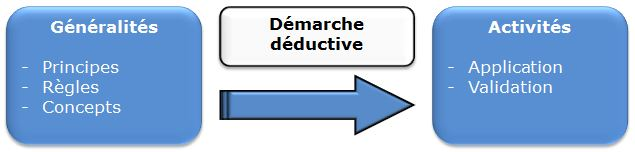 Généralités
- Principes
- Règles
- Concepts
Démarche
déductive
Activités
- Application
- Validation